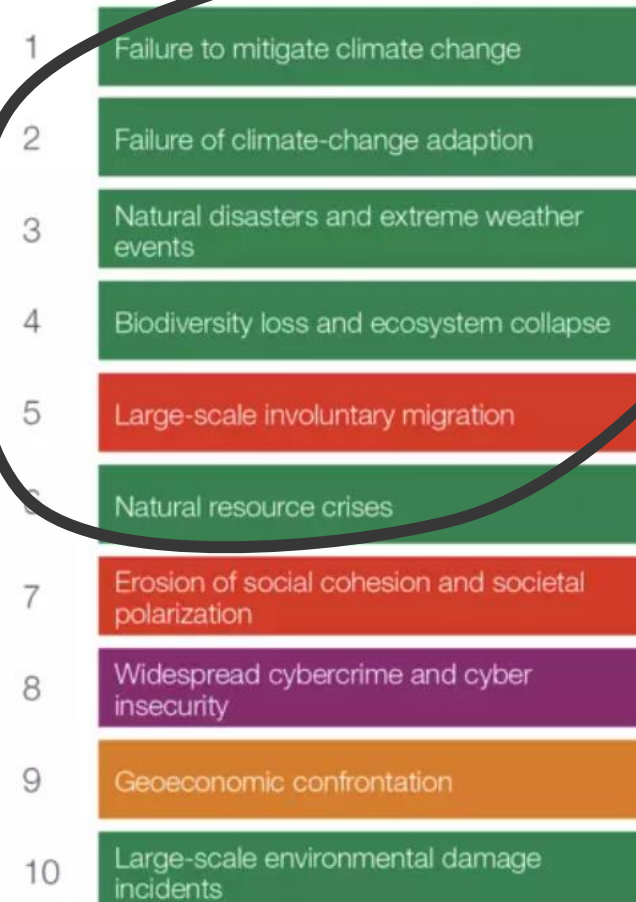 1
Failure to mitigate climate change
2
Failure of climate-change adaption
3
Natural disasters and extreme weather
events
4
Biodiversity loss and ecosystem collapse
5
Large-scale involuntary migration
6
Natural resource crises
7
Erosion of social cohesion and societal
polarization
8
Widespread cybercrime and cyber
insecurity
9
Geoeconomic confrontation
10
Large-scale environmental damage
incidents